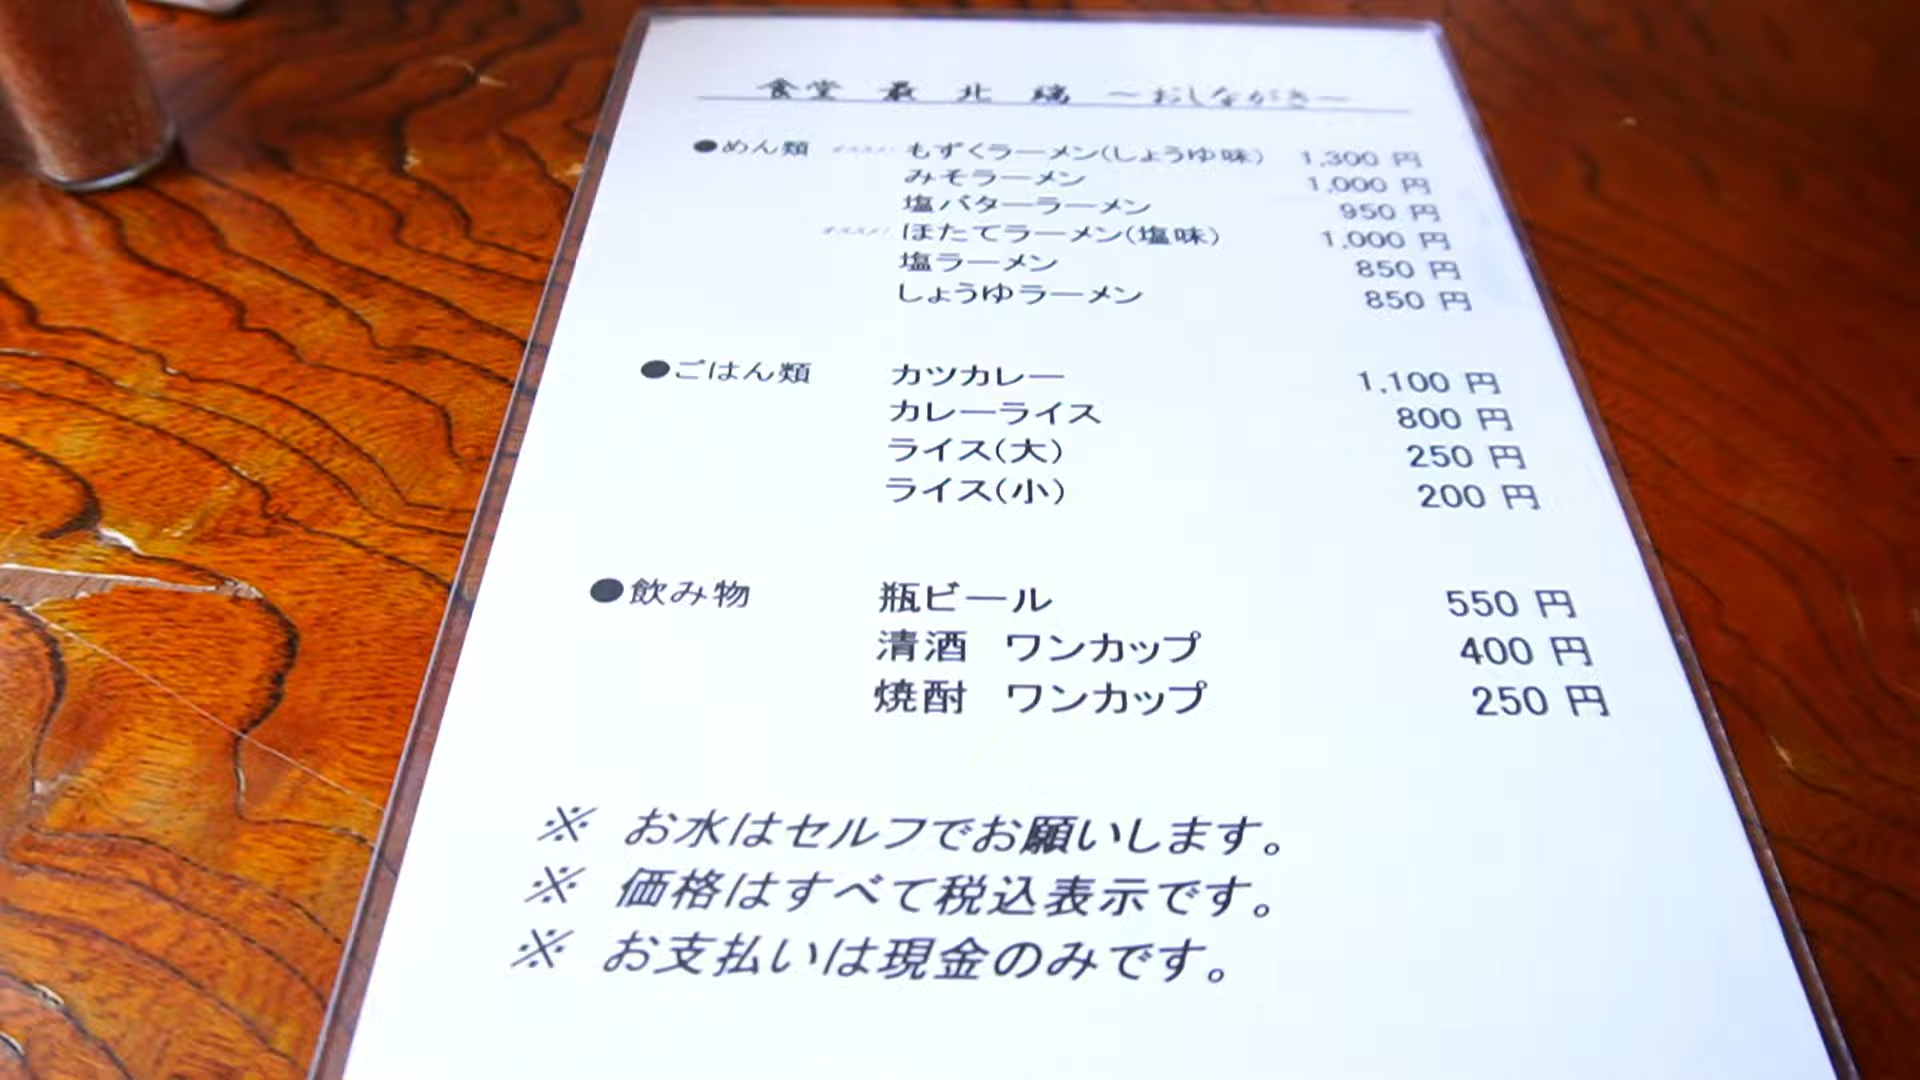 食堂 最北端 ～おしながき～
●めん類 オススメ! もずくラーメン(しょうゆ味) 1,300 円
みそラーメン 1,000 円
塩バターラーメン 950 円
オススメ! ほたてラーメン(塩味) 1,000 円
塩ラーメン 850 円
しょうゆラーメン 850 円
●ごはん類 カツカレー 1,100 円
カレーライス 800 円
ライス(大) 250 円
ライス(小) 200 円
●飲み物 瓶ビール 550 円
清酒 ワンカップ 400 円
焼酎 ワンカップ 250 円
※ お水はセルフでお願いします。
※ 価格はすべて税込表示です。
※ お支払いは現金のみです。